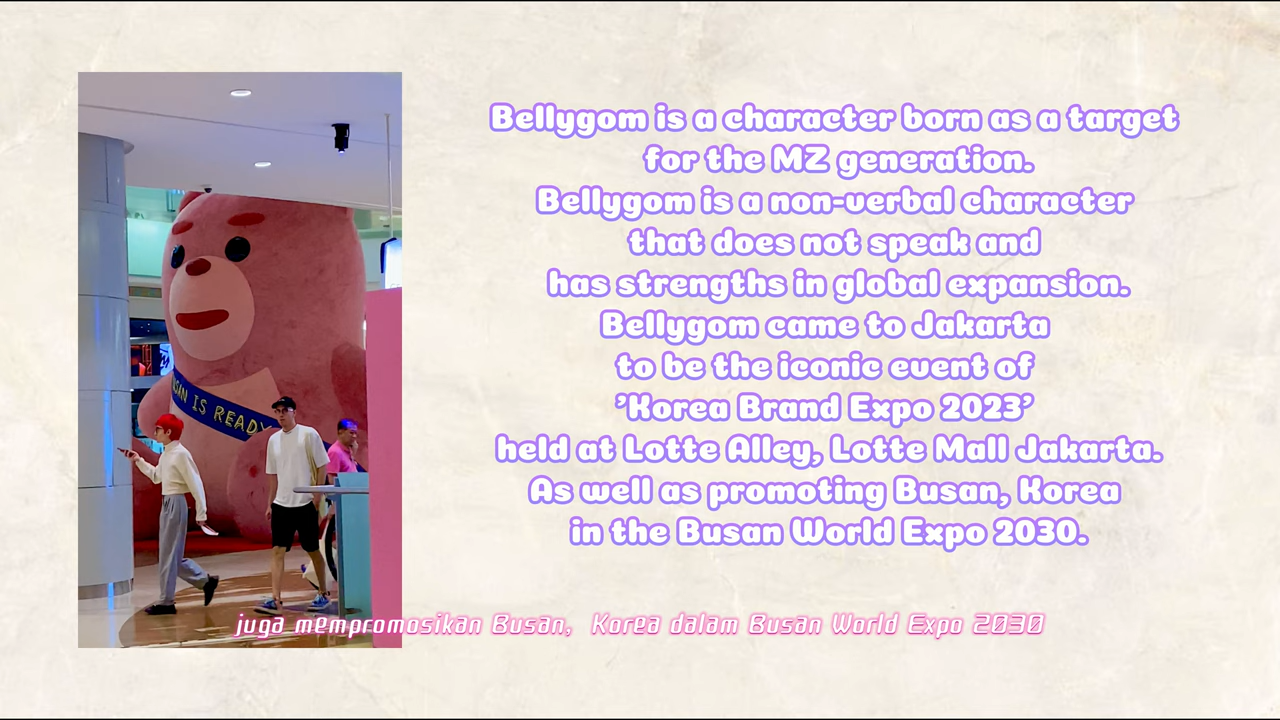 Bellygom is a character born as a target
for the MZ generation.
Bellygom is a non-verbal character
that does not speak and
has strengths in global expansion.
Bellygom came to Jakarta
to be the iconic event of
'Korea Brand Expo 2023'
held at Lotte Alley, Lotte Mall Jakarta.
As well as promoting Busan, Korea
in the Busan World Expo 2030.
BUSAN IS READY
juga mempromosikan Busan, Korea dalam Busan World Expo 2030